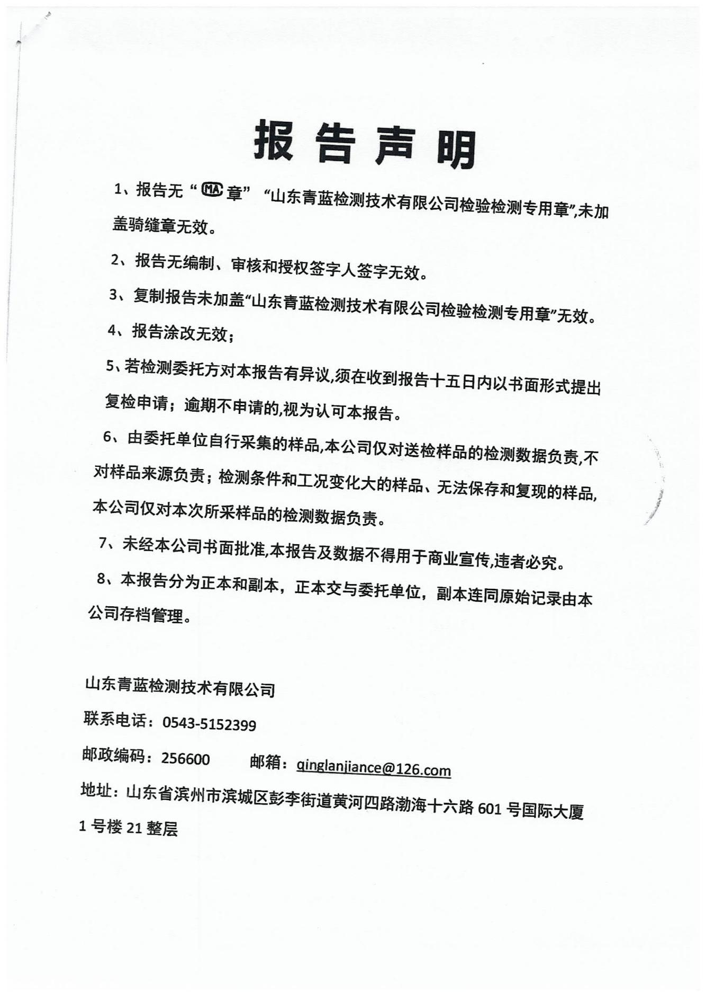 报告声明
1、报告无“MA章” “山东青蓝检测技术有限公司检验检测专用章”,未加
盖骑缝章无效。
2、报告无编制、审核和授权签字人签字无效。
3、复制报告未加盖“山东青蓝检测技术有限公司检验检测专用章”无效。
4、报告涂改无效；
5、若检测委托方对本报告有异议,须在收到报告十五日内以书面形式提出
复检申请；逾期不申请的,视为认可本报告。
6、由委托单位自行采集的样品,本公司仅对送检样品的检测数据负责,不
对样品来源负责；检测条件和工况变化大的样品、无法保存和复现的样品,
本公司仅对本次所采样品的检测数据负责。
7、未经本公司书面批准,本报告及数据不得用于商业宣传,违者必究。
8、本报告分为正本和副本，正本交与委托单位，副本连同原始记录由本
公司存档管理。
山东青蓝检测技术有限公司
联系电话：0543-5152399
邮政编码：256600 邮箱：qinglanjiance@126.com
地址：山东省滨州市滨城区彭李街道黄河四路渤海十六路 601 号国际大厦
1 号楼 21 整层